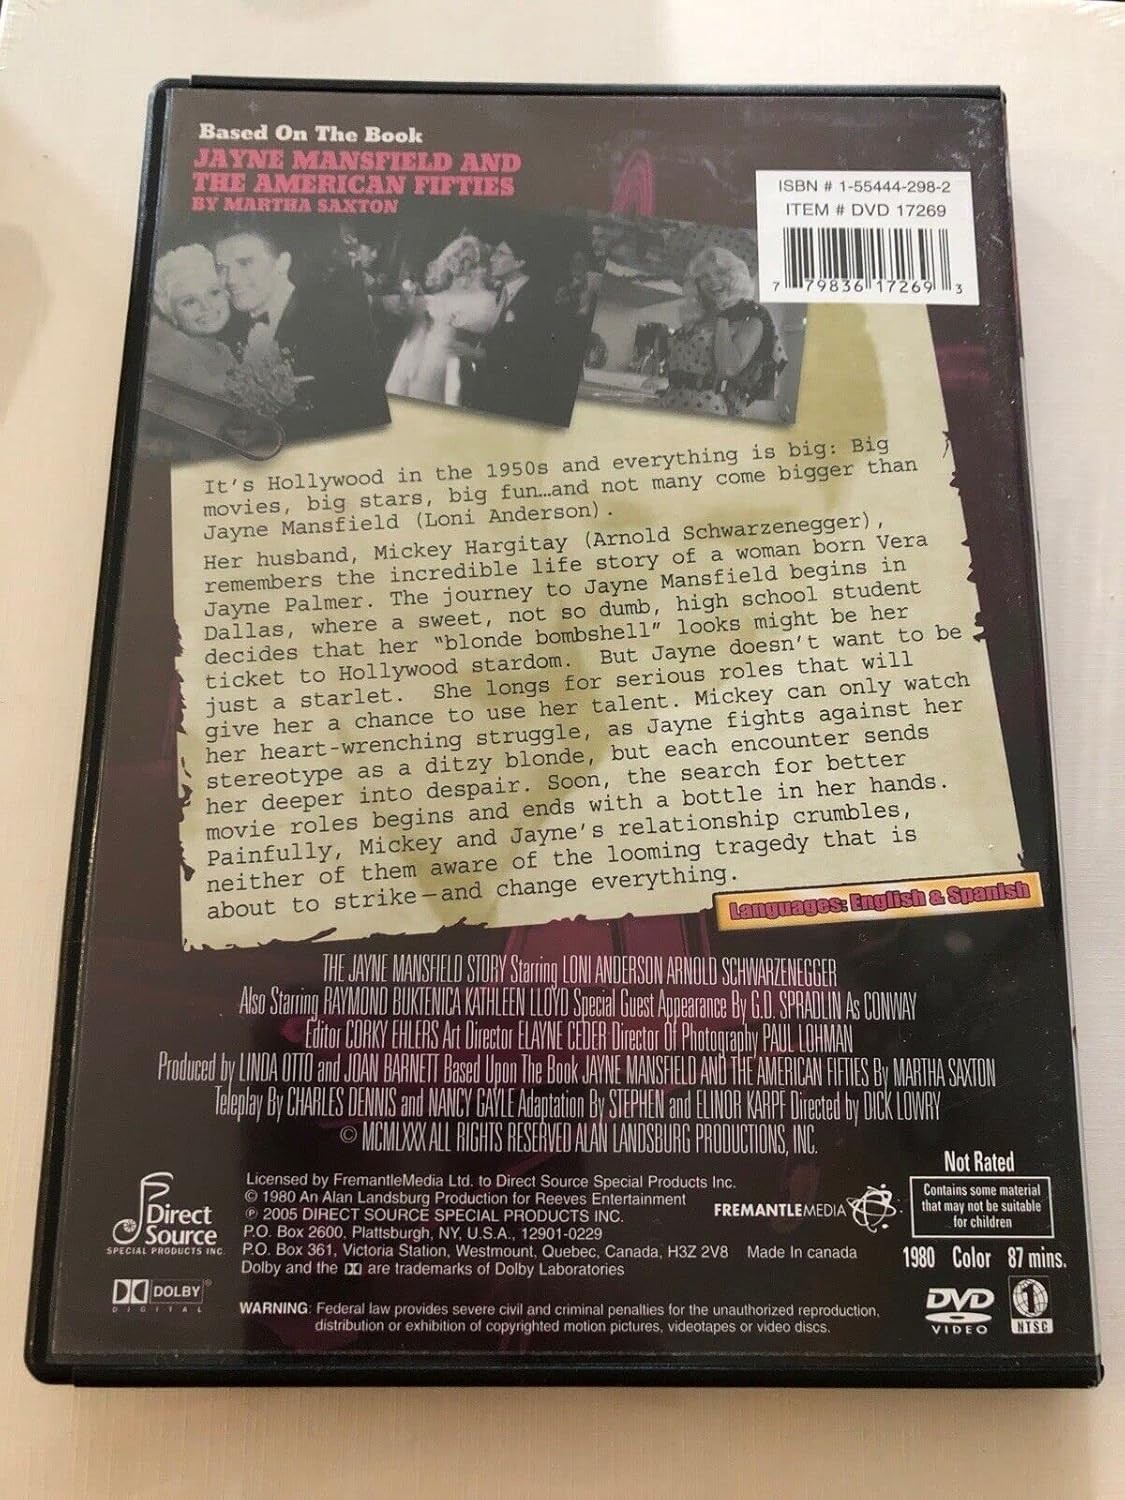 Based On The Book
JAYNE MANSFIELD AND
THE AMERICAN FIFTIES
BY MARTHA SAXTON
ISBN # 1-55444-298-2
ITEM # DVD 17269
7 79836 17269 3
It's Hollywood in the 1950s and everything is big: Big
movies, big stars, big fun…and not many come bigger than
Jayne Mansfield (Loni Anderson).
Her husband, Mickey Hargitay (Arnold Schwarzenegger),
remembers the incredible life story of a woman born Vera
Jayne Palmer. The journey to Jayne Mansfield begins in
Dallas, where a sweet, not so dumb, high school student
decides that her "blonde bombshell" looks might be her
ticket to Hollywood stardom. But Jayne doesn't want to be
just a starlet. She longs for serious roles that will
give her a chance to use her talent. Mickey can only watch
her heart-wrenching struggle, as Jayne fights against her
stereotype as a ditzy blonde, but each encounter sends
her deeper into despair. Soon, the search for better
movie roles begins and ends with a bottle in her hands.
Painfully, Mickey and Jayne's relationship crumbles,
neither of them aware of the looming tragedy that is
about to strike—and change everything.
Languages: English & Spanish
THE JAYNE MANSFIELD STORY Starring LONI ANDERSON ARNOLD SCHWARZENEGGER
Also Starring RAYMOND BUKTENICA KATHLEEN LLOYD Special Guest Appearance By G.D. SPRADLIN As CONWAY
Editor CORKY EHLERS Art Director ELAYNE CEDER Director Of Photography PAUL LOHMAN
Produced by LINDA OTTO and JOAN BARNETT Based Upon The Book JAYNE MANSFIELD AND THE AMERICAN FIFTIES By MARTHA SAXTON
Teleplay By CHARLES DENNIS and NANCY GAYLE Adaptation By STEPHEN and ELINOR KARPF Directed by DICK LOWRY
© MCMLXXX ALL RIGHTS RESERVED ALAN LANDSBURG PRODUCTIONS, INC.
Direct
Source
SPECIAL PRODUCTS INC.
DOLBY®
DIGITAL
Licensed by FremantleMedia Ltd. to Direct Source Special Products Inc.
© 1980 An Alan Landsburg Production for Reeves Entertainment
℗ 2005 DIRECT SOURCE SPECIAL PRODUCTS INC.
P.O. Box 2600, Plattsburgh, NY, U.S.A., 12901-0229
P.O. Box 361, Victoria Station, Westmount, Quebec, Canada, H3Z 2V8 Made In canada
Dolby and the are trademarks of Dolby Laboratories
WARNING: Federal law provides severe civil and criminal penalties for the unauthorized reproduction,
distribution or exhibition of copyrighted motion pictures, videotapes or video discs.
FREMANTLEMEDIA
Not Rated
Contains some material
that may not be suitable
for children
1980 Color 87 mins.
DVD
VIDEO
1
NTSC